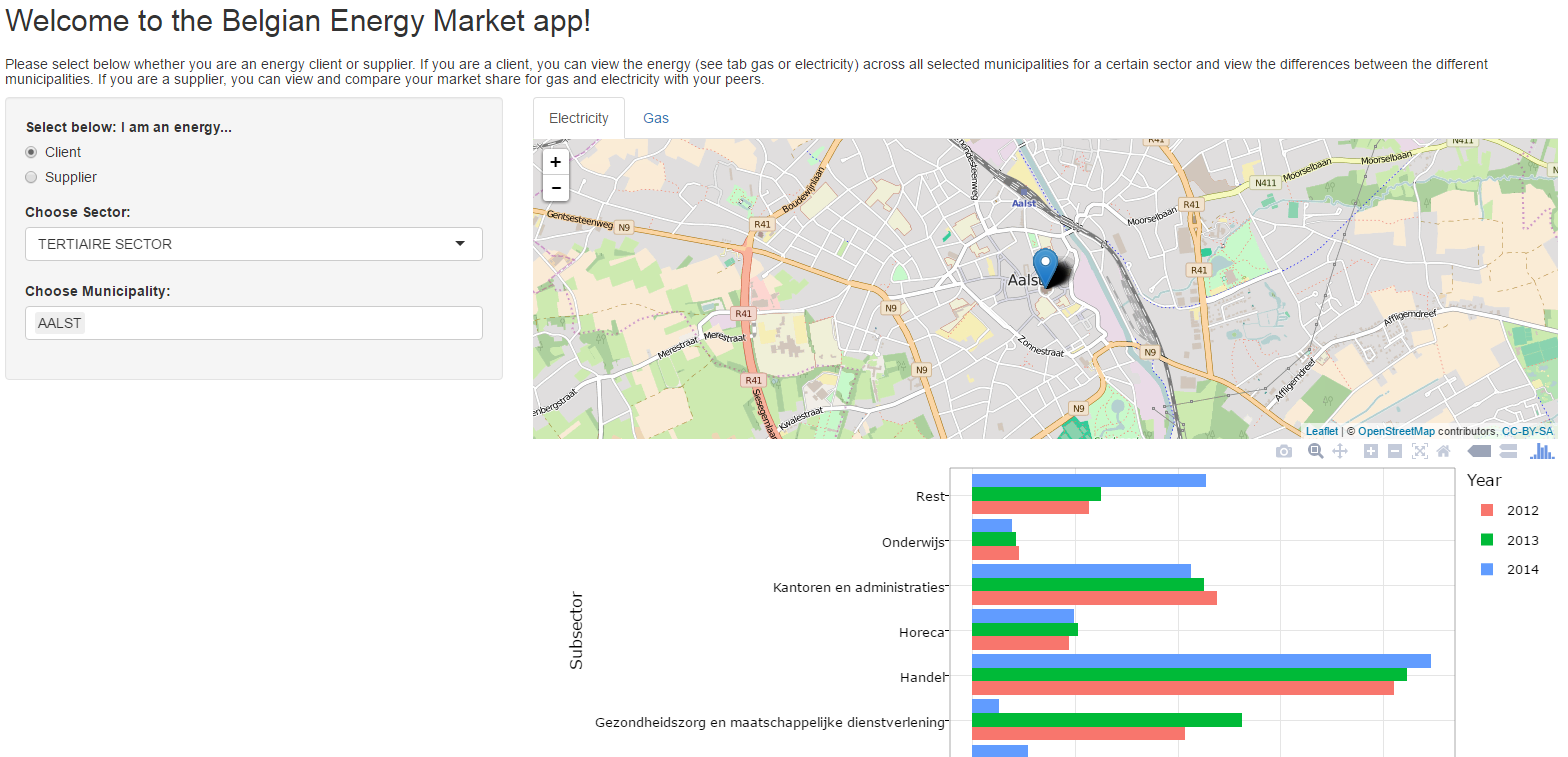 Welcome to the Belgian Energy Market app!
Please select below whether you are an energy client or supplier. If you are a client, you can view the energy (see tab gas or electricity) across all selected municipalities for a certain sector and view the differences between the different
municipalities. If you are a supplier, you can view and compare your market share for gas and electricity with your peers.
Select below: I am an energy...
Client
Supplier
Choose Sector:
TERTIAIRE SECTOR
Choose Municipality:
AALST
Electricity
Gas
+
−
R41
N411
Moorselbaan
Moorselbaan
N411
Boudewijnlaan
Aalst
R41
Moorselbaan
Gentsesteenweg
N9
R41
R41
Aalst
N9
R41
Merestraat
Merestraat
Zonnestraat
N9
Affligemdreef
N9
R41
Affligemdreef
Kwalestraat
N9
Leaflet | © OpenStreetMap contributors, CC-BY-SA
Subsector
Rest
Onderwijs
Kantoren en administraties
Horeca
Handel
Gezondheidszorg en maatschappelijke dienstverlening
Year
2012
2013
2014